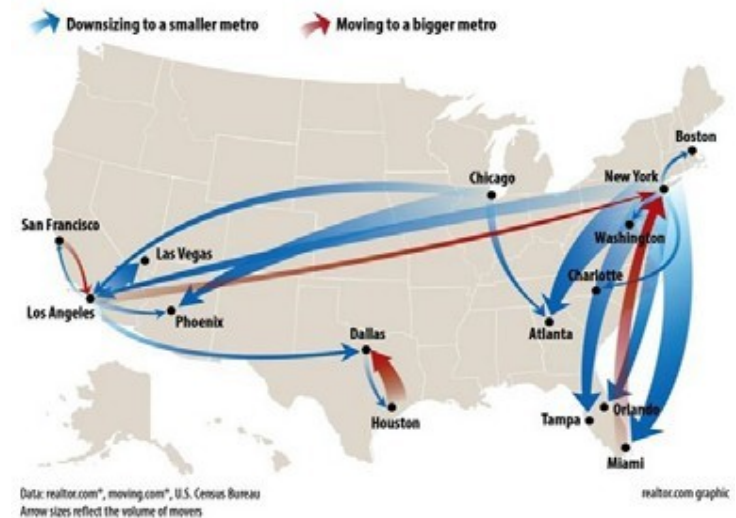 Downsizing to a smaller metro
Moving to a bigger metro
Boston
New York
Chicago
Washington
San Francisco
Las Vegas
Charlotte
Los Angeles
Phoenix
Dallas
Atlanta
Houston
Tampa
Orlando
Miami
Data: realtor.com®, moving.com®, U.S. Census Bureau
Arrow sizes reflect the volume of movers
realtor.com graphic